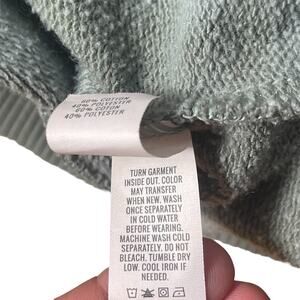 60% COTTON
40% POLYESTER
60% COTON
40% POLYESTER
TURN GARMENT
INSIDE OUT. COLOR
MAY TRANSFER
WHEN NEW. WASH
ONCE SEPARATELY
IN COLD WATER
BEFORE WEARING.
MACHINE WASH COLD
SEPARATELY. DO NOT
BLEACH. TUMBLE DRY
LOW. COOL IRON IF
NEEDED.